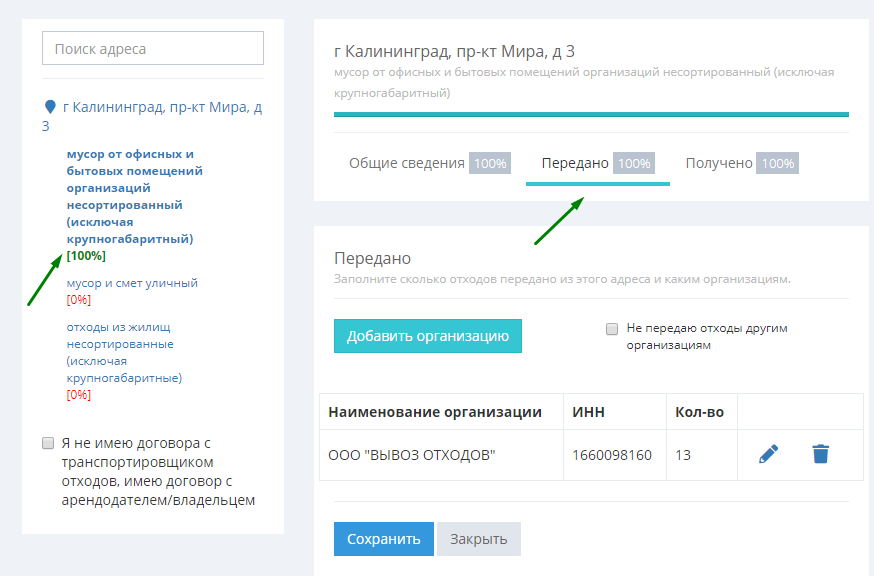 Поиск адреса
г Калининград, пр-кт Мира, д
3
мусор от офисных и
бытовых помещений
организаций
несортированный
(исключая
крупногабаритный)
[100%]
мусор и смет уличный
[0%]
отходы из жилищ
несортированные
(исключая
крупногабаритные)
[0%]
Я не имею договора с
транспортировщиком
отходов, имею договор с
арендодателем/владельцем
г Калининград, пр-кт Мира, д 3
мусор от офисных и бытовых помещений организаций несортированный (исключая
крупногабаритный)
Общие сведения 100% Передано 100% Получено 100%
Передано
Заполните сколько отходов передано из этого адреса и каким организациям.
Добавить организацию
Не передаю отходы другим
организациям
Наименование организации ИНН Кол-во
ООО "ВЫВОЗ ОТХОДОВ" 1660098160 13
Сохранить Закрыть